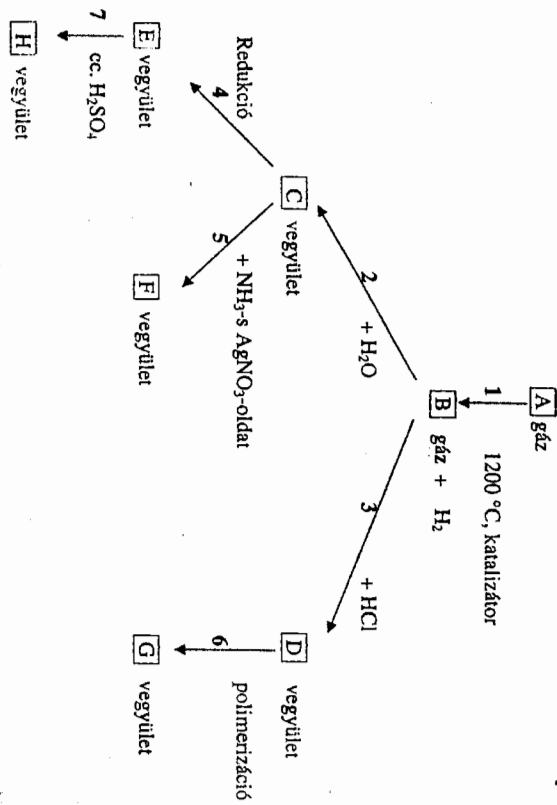 A gáz
1 1200 °C, katalizátor
B gáz + H₂
2 + H₂O
3 + HCl
C vegyület
D vegyület
Redukció 4
5 + NH₃-s AgNO₃-oldat
6 polimerizáció
E vegyület
F vegyület
G vegyület
7 cc. H₂SO₄
H vegyület